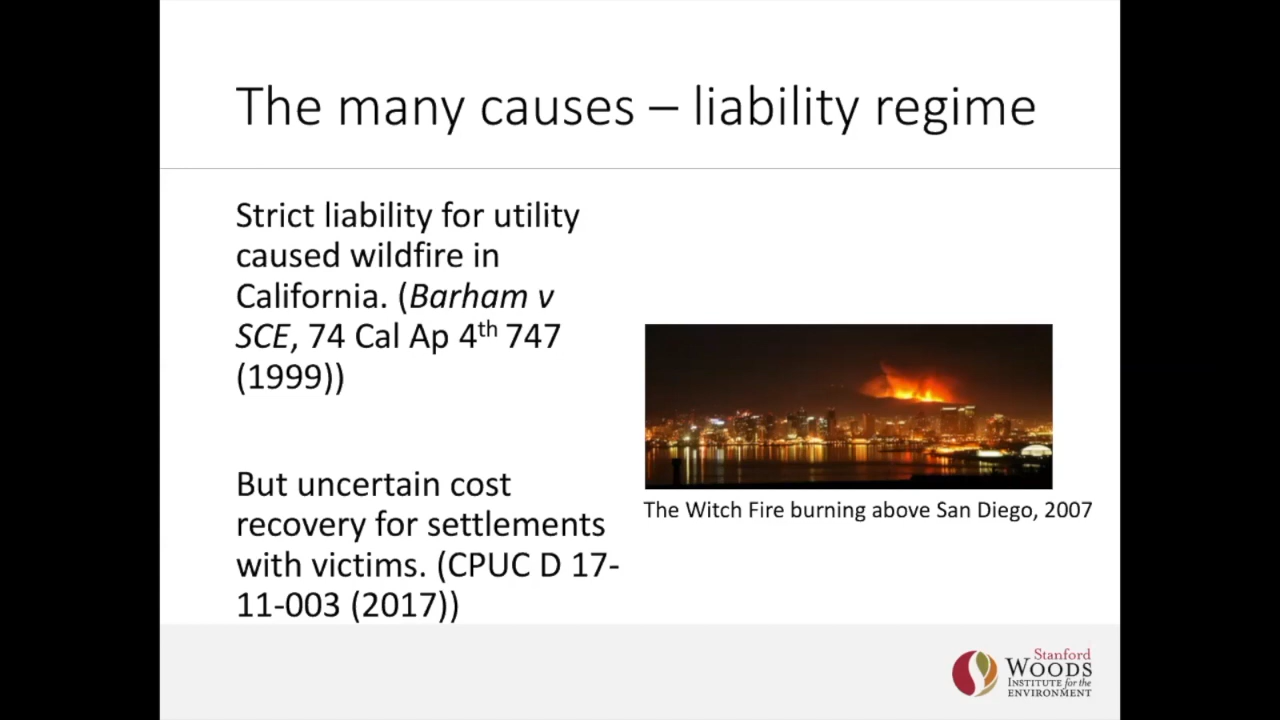 The many causes – liability regime
Strict liability for utility
caused wildfire in
California. (Barham v
SCE, 74 Cal Ap 4th 747
(1999))
But uncertain cost
recovery for settlements
with victims. (CPUC D 17-
11-003 (2017))
The Witch Fire burning above San Diego, 2007
Stanford
WOODS
INSTITUTE for the
ENVIRONMENT